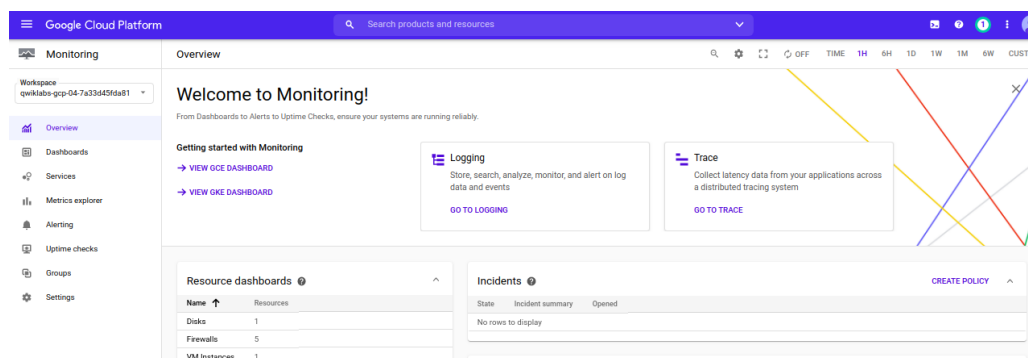 Google Cloud Platform
Search products and resources
1
Monitoring
Overview
OFF
TIME 1H 6H 1D 1W 1M 6W CUST
Workspace
qwiklabs-gcp-04-7a33d45fda81
Overview
Dashboards
Services
Metrics explorer
Alerting
Uptime checks
Groups
Settings
Welcome to Monitoring!
From Dashboards to Alerts to Uptime Checks, ensure your systems are running reliably.
Getting started with Monitoring
→ VIEW GCE DASHBOARD
→ VIEW GKE DASHBOARD
Logging
Store, search, analyze, monitor, and alert on log
data and events
GO TO LOGGING
Trace
Collect latency data from your applications across
a distributed tracing system
GO TO TRACE
Resource dashboards
Name ↑ Resources
Disks 1
Firewalls 5
VM Instances 1
Incidents
CREATE POLICY
State Incident summary Opened
No rows to display